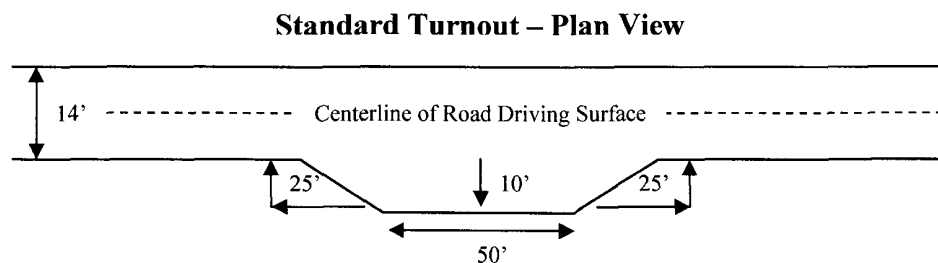 Standard Turnout – Plan View
14’
Centerline of Road Driving Surface
25’
10’
25’
50’